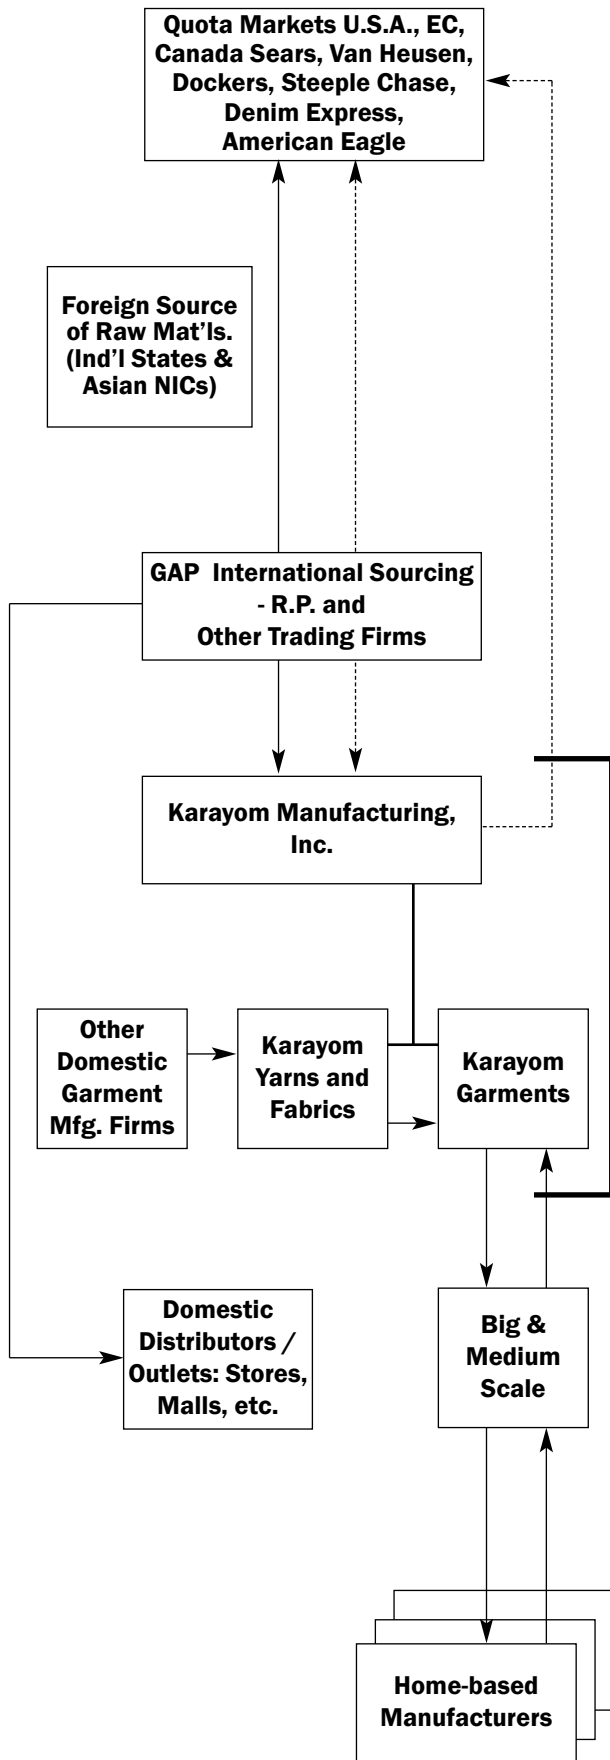 Quota Markets U.S.A., EC,
Canada Sears, Van Heusen,
Dockers, Steeple Chase,
Denim Express,
American Eagle
Foreign Source
of Raw Mat'ls.
(Ind'l States &
Asian NICs)
GAP International Sourcing
- R.P. and
Other Trading Firms
Karayom Manufacturing,
Inc.
Other
Domestic
Garment
Mfg. Firms
Karayom
Yarns and
Fabrics
Karayom
Garments
Domestic
Distributors /
Outlets: Stores,
Malls, etc.
Big &
Medium
Scale
Home-based
Manufacturers